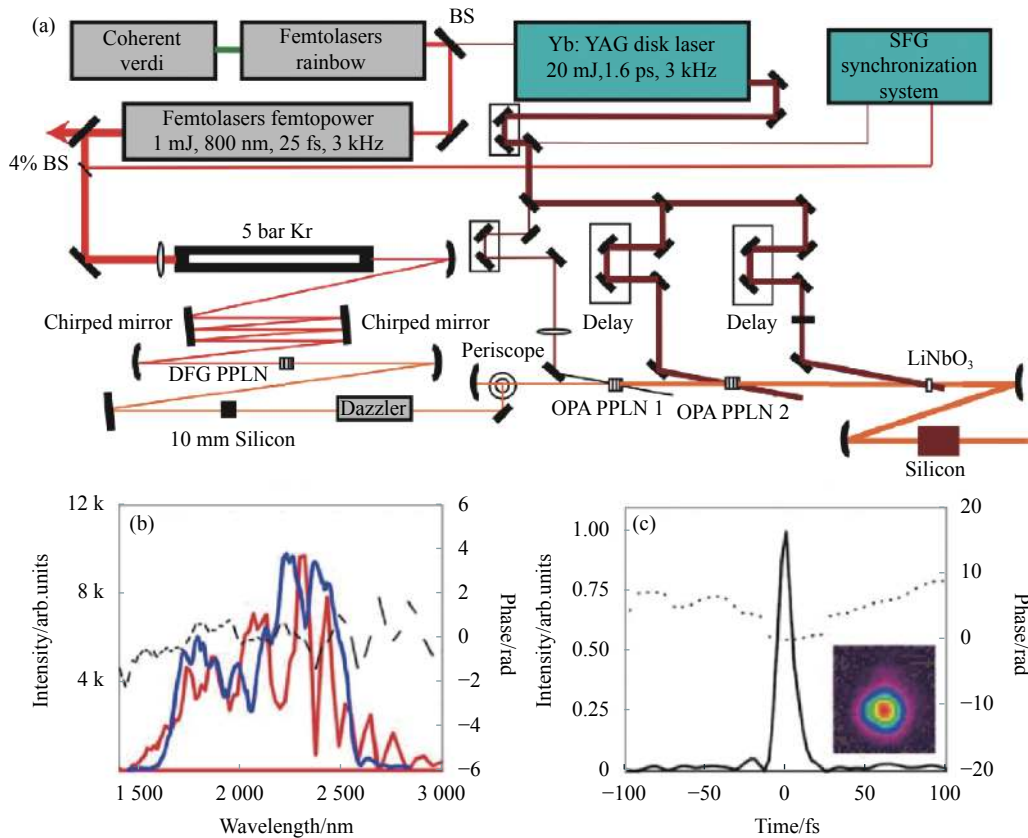 (a)
Coherent
verdi
Femtolasers
rainbow
BS
Yb: YAG disk laser
20 mJ,1.6 ps, 3 kHz
SFG
synchronization
system
Femtolasers femtopower
1 mJ, 800 nm, 25 fs, 3 kHz
4% BS
5 bar Kr
Chirped mirror
Chirped mirror
Delay
Delay
Periscope
LiNbO3
DFG PPLN
OPA PPLN 1
OPA PPLN 2
10 mm Silicon
Dazzler
Silicon
(b)
12 k
8 k
4 k
Intensity/arb.units
6
4
2
0
−2
−4
−6
Phase/rad
1 500
2 000
2 500
3 000
Wavelength/nm
(c)
1.00
0.75
0.50
0.25
0
Intensity/arb.units
20
10
0
−10
−20
Phase/rad
−100
−50
0
50
100
Time/fs